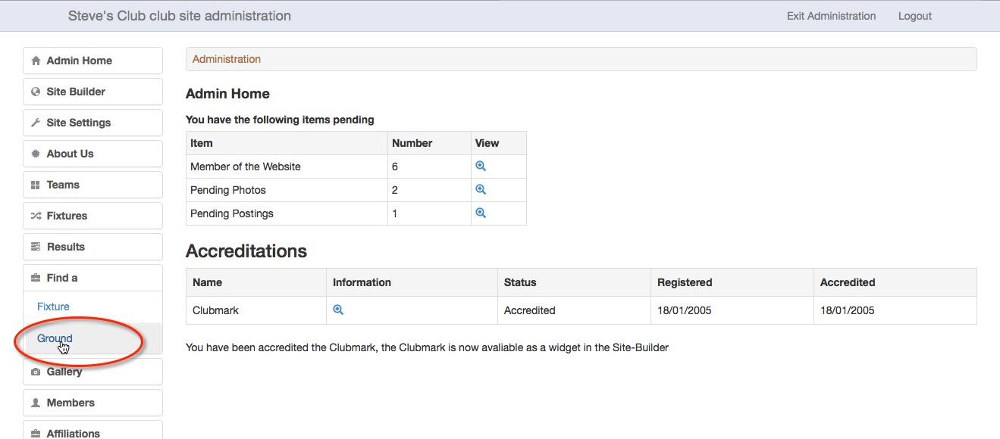 Steve's Club club site administration
Exit Administration
Logout
Admin Home
Site Builder
Site Settings
About Us
Teams
Fixtures
Results
Find a
Fixture
Ground
Gallery
Members
Affiliations
Administration
Admin Home
You have the following items pending
Item Number View
Member of the Website 6
Pending Photos 2
Pending Postings 1
Accreditations
Name Information Status Registered Accredited
Clubmark Accredited 18/01/2005 18/01/2005
You have been accredited the Clubmark, the Clubmark is now avaliable as a widget in the Site-Builder